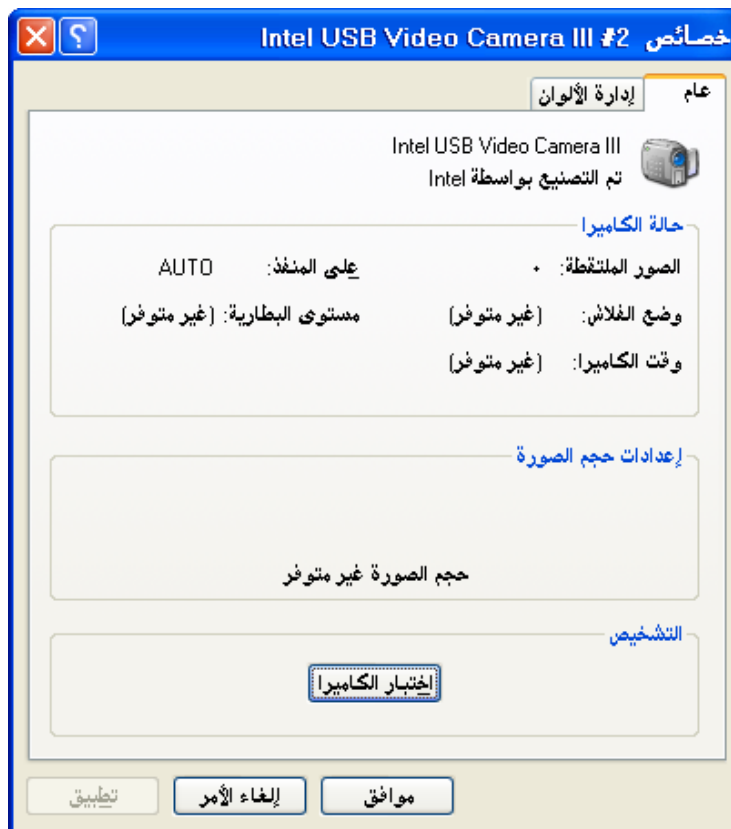 خصائص Intel USB Video Camera III #2
عام
إدارة الألوان
Intel USB Video Camera III
تم التصنيع بواسطة Intel
حالة الكاميرا
الصور الملتقطة: ٠ على المنفذ: AUTO
وضع الفلاش: (غير متوفر) مستوى البطارية: (غير متوفر)
وقت الكاميرا: (غير متوفر)
إعدادات حجم الصورة
حجم الصورة غير متوفر
التشخيص
اختبار الكاميرا
موافق
إلغاء الأمر
تطبيق